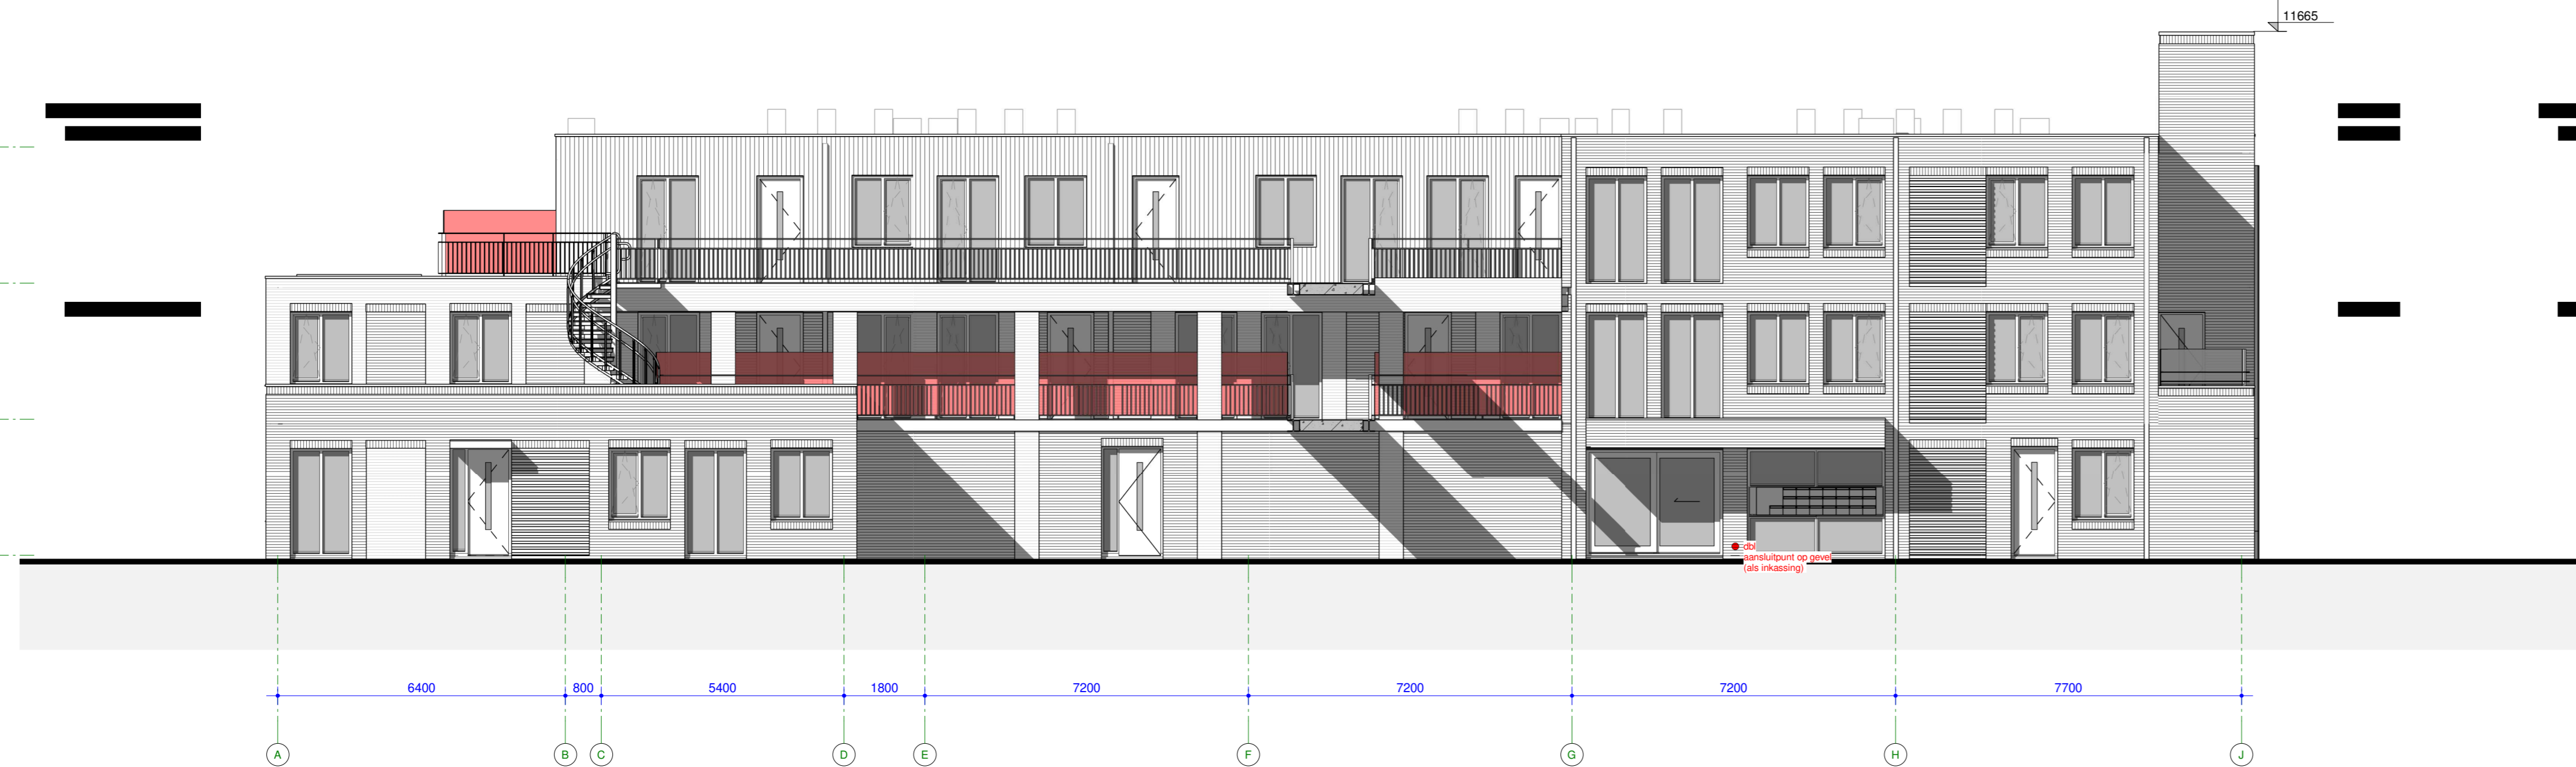 11665
dbl
aansluitpunt op gevel
(als inkassing)
6400 800 5400 1800 7200 7200 7200 7700
A B C D E F G H J